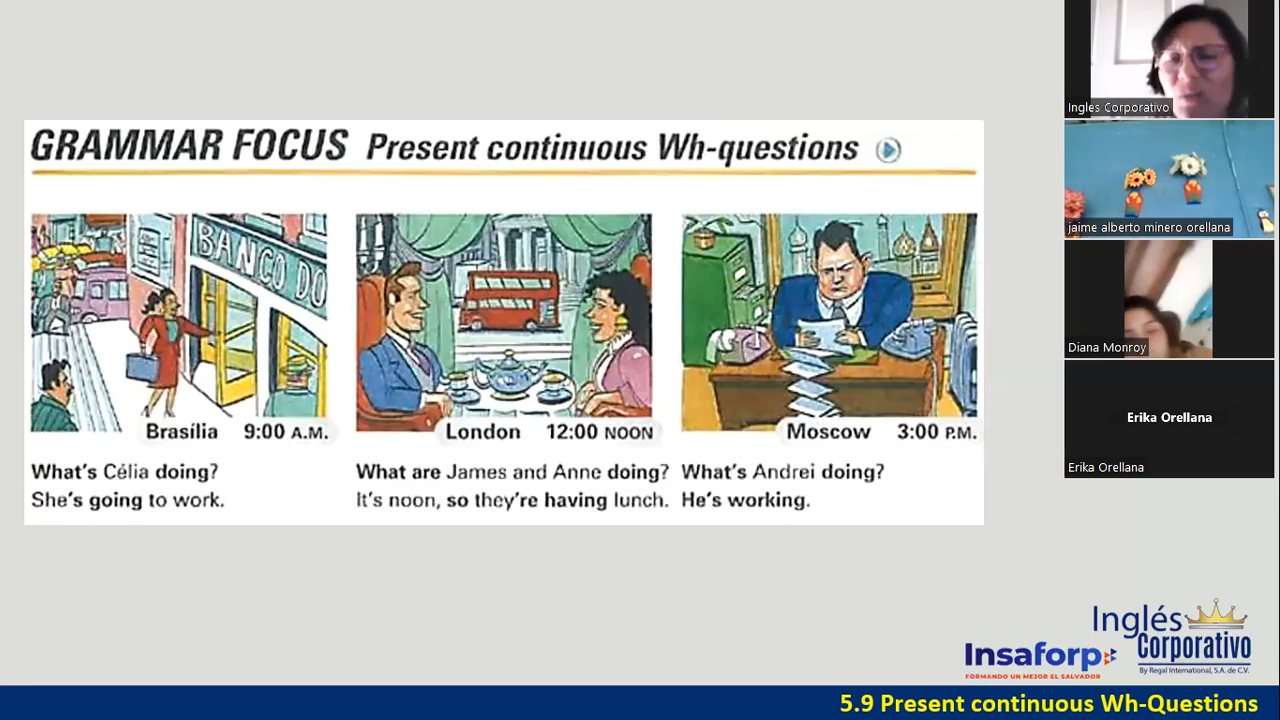 GRAMMAR FOCUS Present continuous Wh-questions
BANCO DO
Brasília 9:00 A.M.
London 12:00 NOON
Moscow 3:00 P.M.
What's Célia doing?
She's going to work.
What are James and Anne doing?
It's noon, so they're having lunch.
What's Andrei doing?
He's working.
Ingles Corporativo
jaime alberto minero orellana
Diana Monroy
Erika Orellana
Erika Orellana
Inglés
Corporativo
By Regal International, S.A. de C.V.
Insaforp
FORMANDO UN MEJOR EL SALVADOR
5.9 Present continuous Wh-Questions